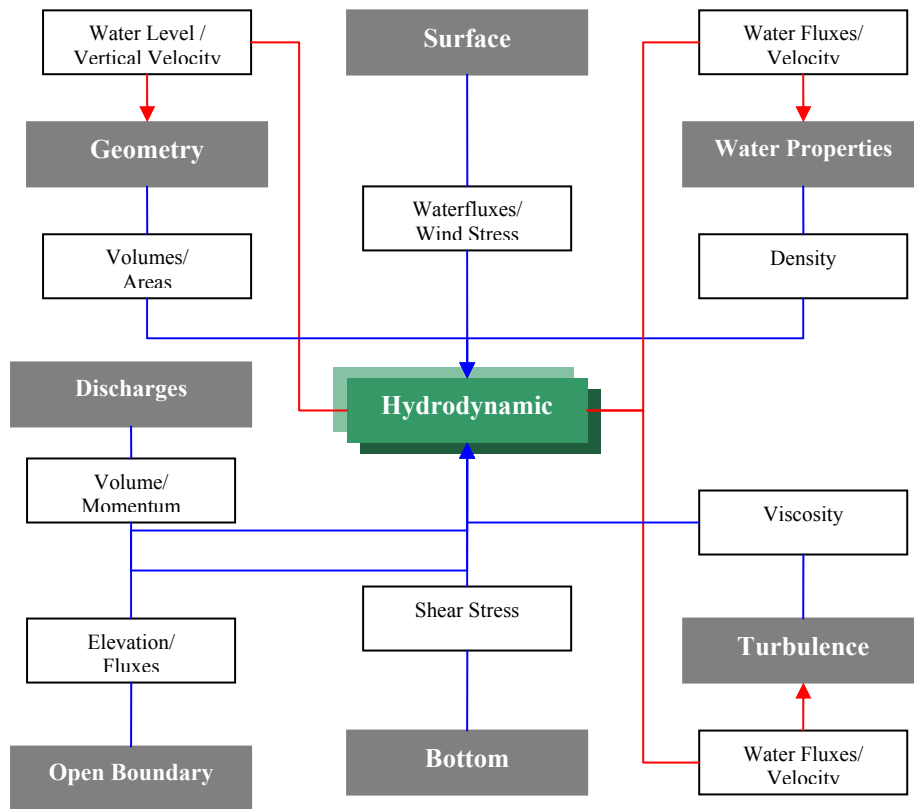 Water Level /
Vertical Velocity
Surface
Water Fluxes/
Velocity
Geometry
Water Properties
Waterfluxes/
Wind Stress
Volumes/
Areas
Density
Discharges
Hydrodynamic
Volume/
Momentum
Viscosity
Shear Stress
Elevation/
Fluxes
Turbulence
Open Boundary
Bottom
Water Fluxes/
Velocity